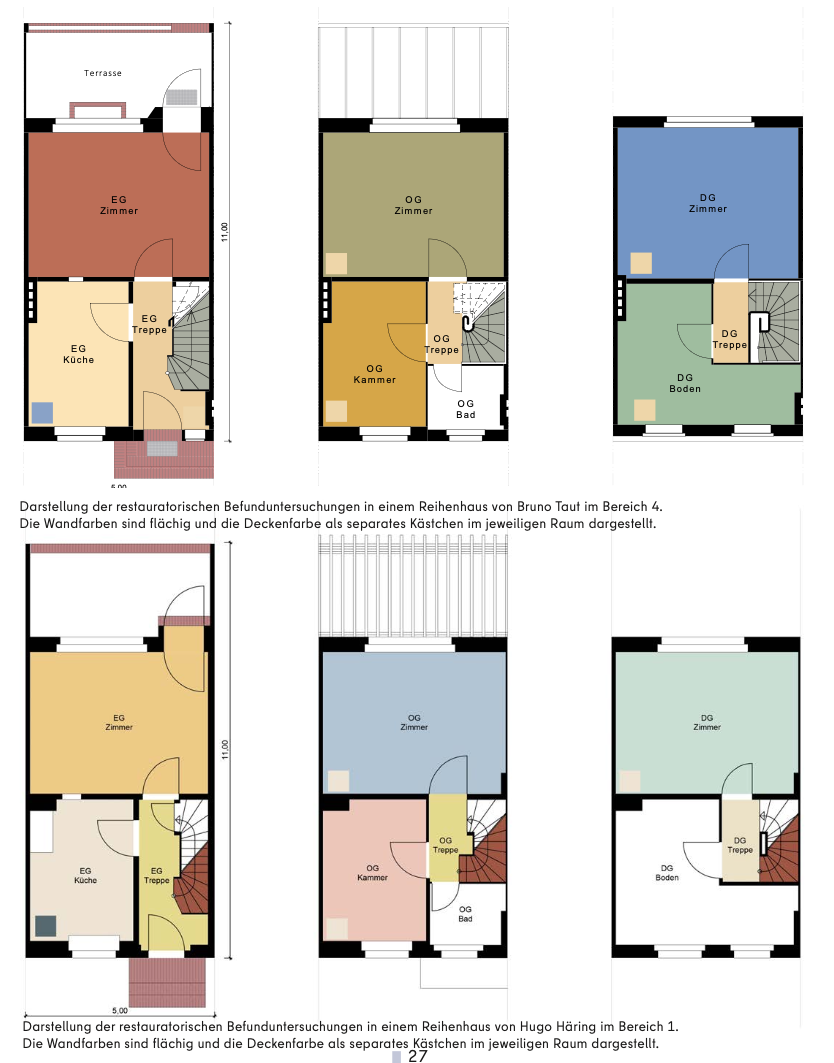 Terrasse
EG
Zimmer
OG
Zimmer
DG
Zimmer
11,00
EG
Treppe
EG
Küche
OG
Treppe
OG
Kammer
OG
Bad
DG
Treppe
DG
Boden
5,00
Darstellung der restauratorischen Befunduntersuchungen in einem Reihenhaus von Bruno Taut im Bereich 4.
Die Wandfarben sind flächig und die Deckenfarbe als separates Kästchen im jeweiligen Raum dargestellt.
EG
Zimmer
OG
Zimmer
DG
Zimmer
11,00
EG
Küche
EG
Treppe
OG
Treppe
OG
Kammer
OG
Bad
DG
Treppe
DG
Boden
5,00
Darstellung der restauratorischen Befunduntersuchungen in einem Reihenhaus von Hugo Häring im Bereich 1.
Die Wandfarben sind flächig und die Deckenfarbe als separates Kästchen im jeweiligen Raum dargestellt.
27